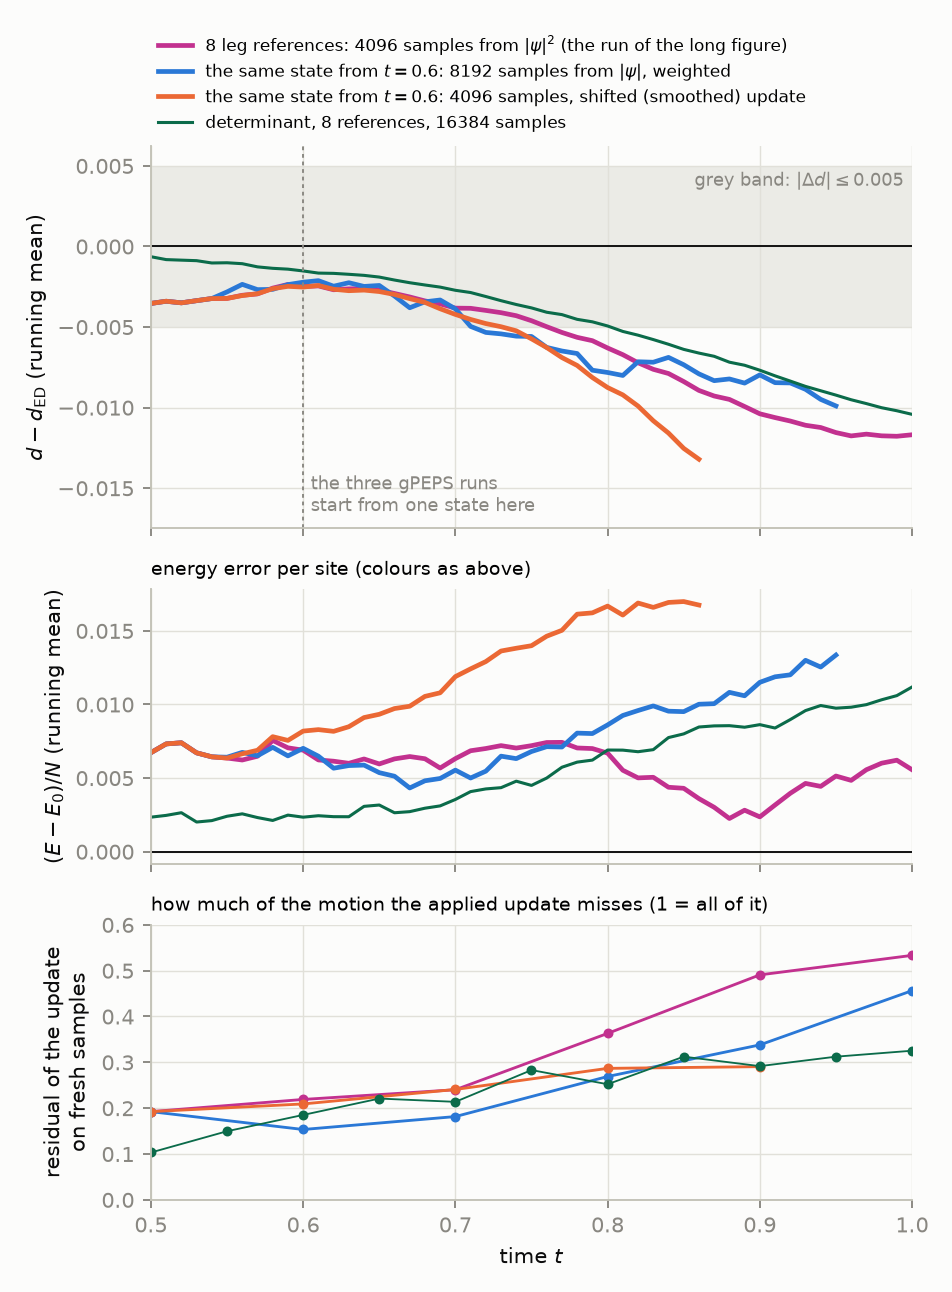 8 leg references: 4096 samples from |ψ|² (the run of the long figure)
the same state from t = 0.6: 8192 samples from |ψ|, weighted
the same state from t = 0.6: 4096 samples, shifted (smoothed) update
determinant, 8 references, 16384 samples
d − d_ED (running mean)
0.005
0.000
−0.005
−0.010
−0.015
grey band: |Δd| ≤ 0.005
the three gPEPS runs
start from one state here
energy error per site (colours as above)
(E − E₀)/N (running mean)
0.015
0.010
0.005
0.000
how much of the motion the applied update misses (1 = all of it)
residual of the update
on fresh samples
0.6
0.5
0.4
0.3
0.2
0.1
0.0
0.5 0.6 0.7 0.8 0.9 1.0
time t